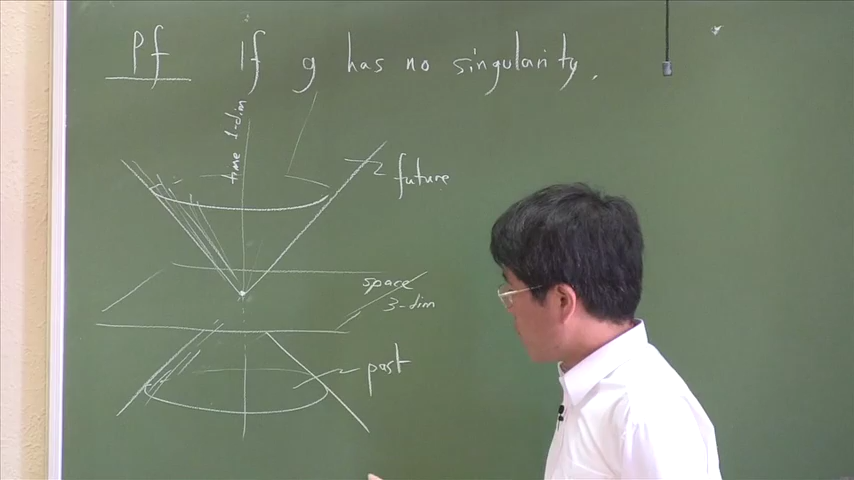 Pf If g has no singularity.
time 1-dim
future
space
3-dim
past